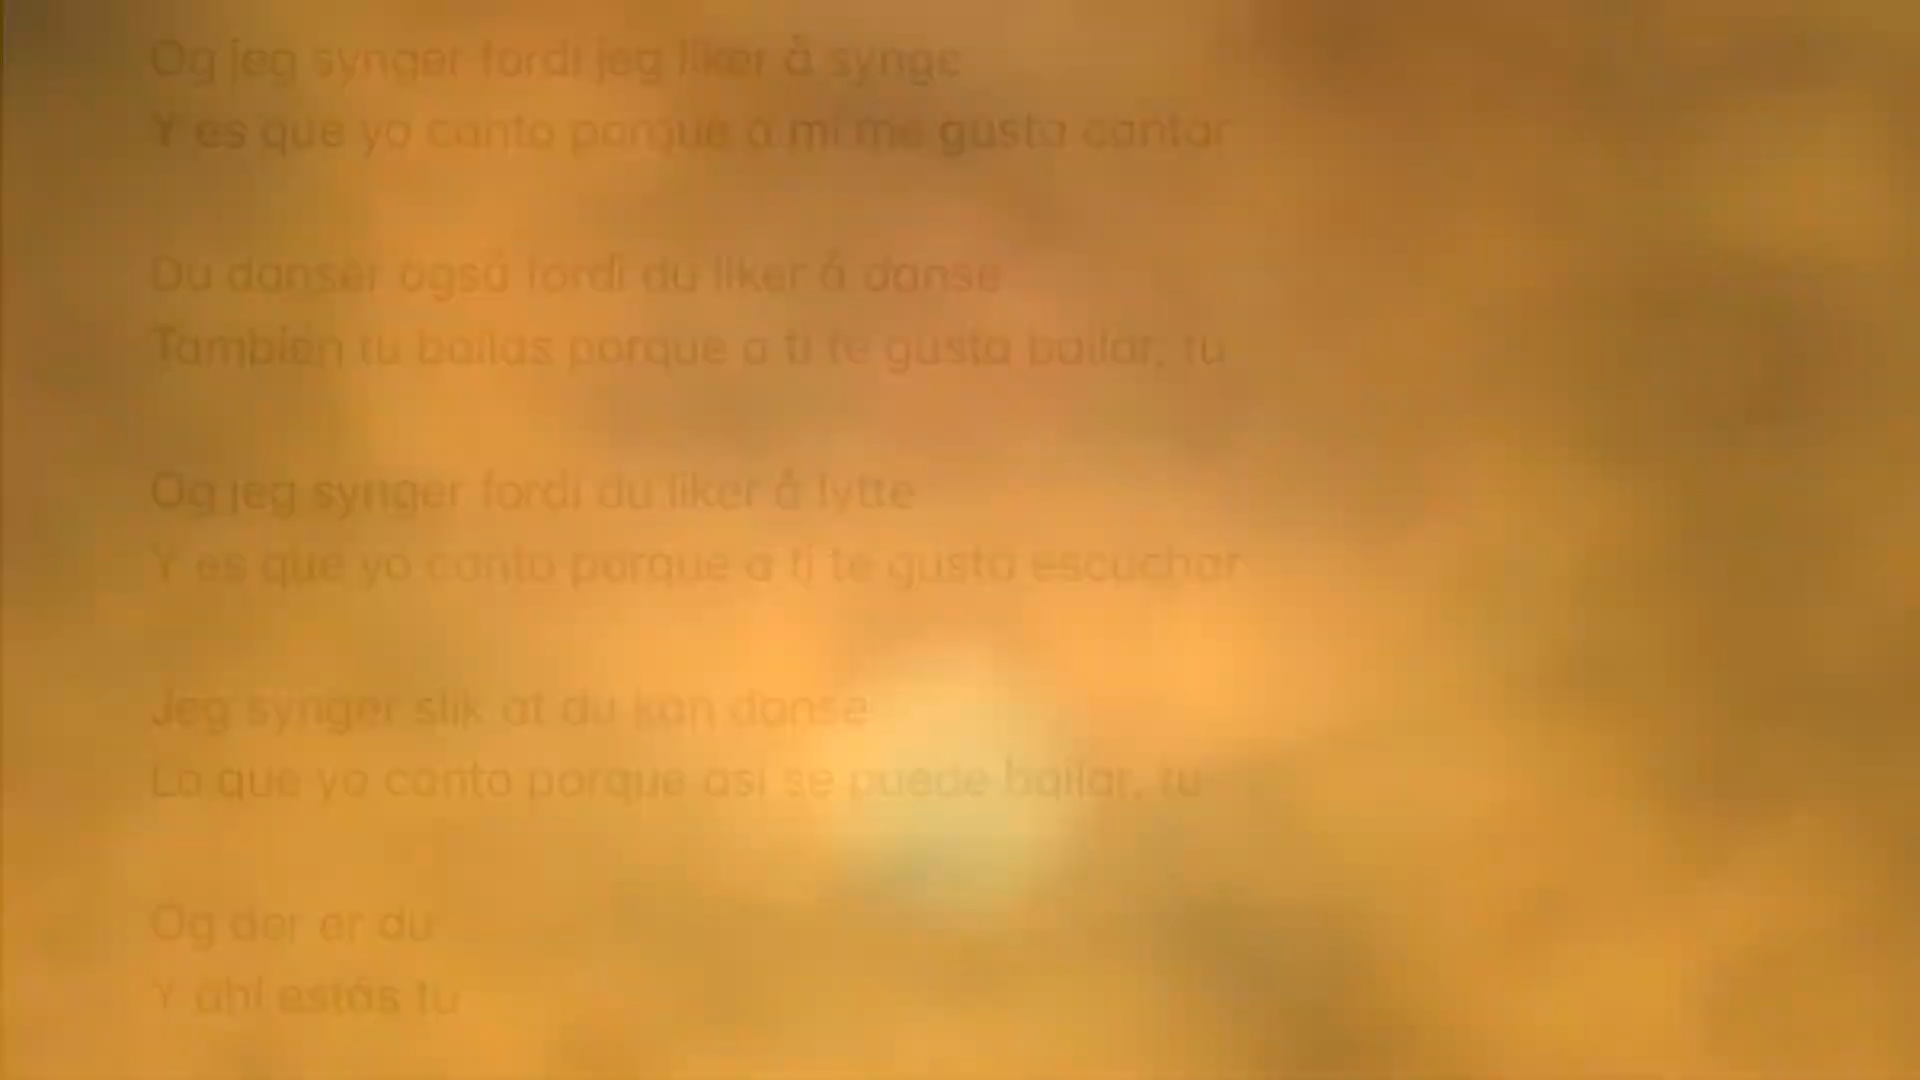 Og jeg synger fordi jeg liker å synge
Y es que yo canto porque a mí me gusta cantar
Du danser også fordi du liker å danse
También tu bailas porque a ti te gusta bailar, tu
Og jeg synger fordi du liker å lytte
Y es que yo canto porque a ti te gusta escuchar
Jeg synger slik at du kan danse
Lo que yo canto porque así se puede bailar, tu
Og der er du
Y ahí estás tu